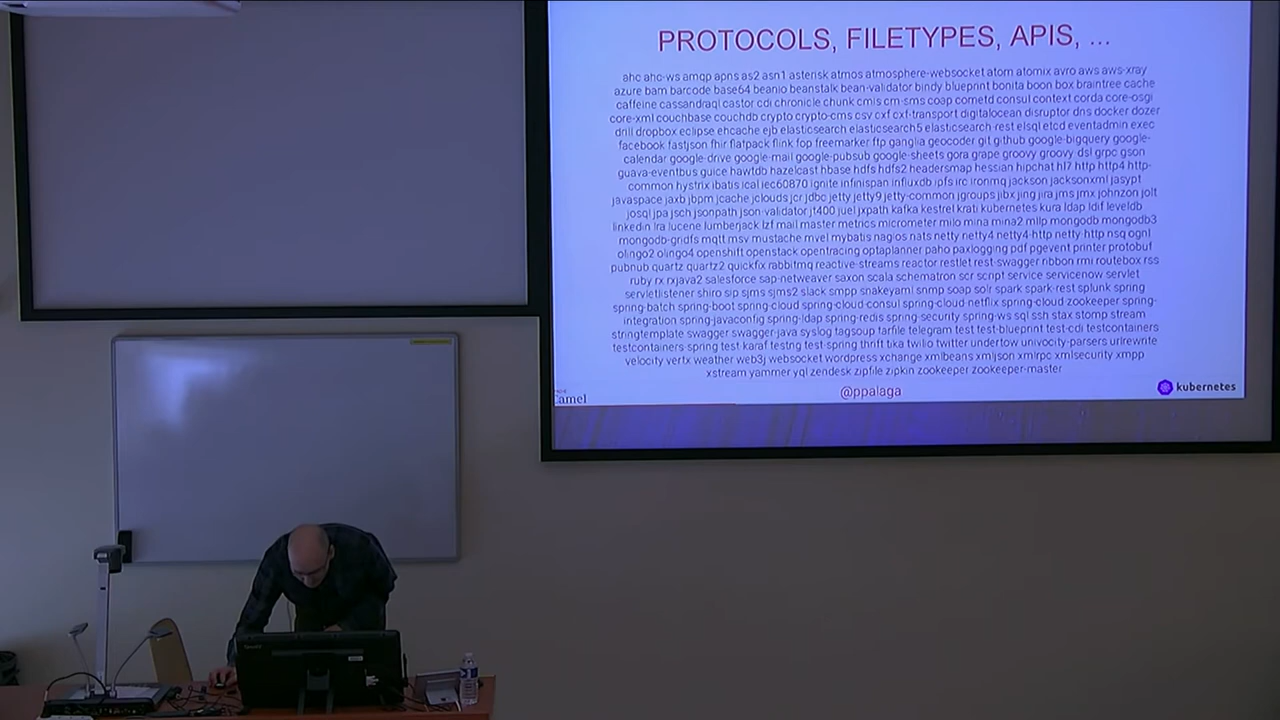 PROTOCOLS, FILETYPES, APIS, ...
ahc ahc-ws amqp apns as2 asn1 asterisk atmos atmosphere-websocket atom atomix avro aws aws-xray
azure bam barcode base64 beanio beanstalk bean-validator bindy blueprint bonita boon box braintree cache
caffeine cassandraql castor cdi chronicle chunk cmis cm-sms coap cometd consul context corda core-osgi
core-xml couchbase couchdb crypto crypto-cms csv cxf cxf-transport digitalocean disruptor dns docker dozer
drill dropbox eclipse ehcache ejb elasticsearch elasticsearch5 elasticsearch-rest elsql etcd eventadmin exec
facebook fastjson fhir flatpack flink fop freemarker ftp ganglia geocoder git github google-bigquery google-
calendar google-drive google-mail google-pubsub google-sheets gora grape groovy groovy-dsl grpc gson
guava-eventbus guice hawtdb hazelcast hbase hdfs hdfs2 headersmap hessian hipchat hl7 http http4 http-
common hystrix ibatis ical iec60870 ignite infinispan influxdb ipfs irc ironmq jackson jacksonxml jasypt
javaspace jaxb jbpm jcache jclouds jcr jdbc jetty jetty9 jetty-common jgroups jibx jing jira jms jmx johnzon jolt
josql jpa jsch jsonpath json-validator jt400 juel jxpath kafka kestrel krati kubernetes kura ldap ldif leveldb
linkedin lra lucene lumberjack lzf mail master metrics micrometer milo mina mina2 mllp mongodb mongodb3
mongodb-gridfs mqtt msv mustache mvel mybatis nagios nats netty netty4 netty4-http netty-http nsq ognl
olingo2 olingo4 openshift openstack opentracing optaplanner paho paxlogging pdf pgevent printer protobuf
pubnub quartz quartz2 quickfix rabbitmq reactive-streams reactor restlet rest-swagger ribbon rmi routebox rss
ruby rx rxjava2 salesforce sap-netweaver saxon scala schematron scr script service servicenow servlet
servletlistener shiro sip sjms sjms2 slack smpp snakeyaml snmp soap solr spark spark-rest splunk spring
spring-batch spring-boot spring-cloud spring-cloud-consul spring-cloud-netflix spring-cloud-zookeeper spring-
integration spring-javaconfig spring-ldap spring-redis spring-security spring-ws sql ssh stax stomp stream
stringtemplate swagger swagger-java syslog tagsoup tarfile telegram test test-blueprint test-cdi testcontainers
testcontainers-spring test-karaf testng test-spring thrift tika twilio twitter undertow univocity-parsers urlrewrite
velocity vertx weather web3j websocket wordpress xchange xmlbeans xmljson xmlrpc xmlsecurity xmpp
xstream yammer yql zendesk zipfile zipkin zookeeper zookeeper-master
amel
@ppalaga
kubernetes